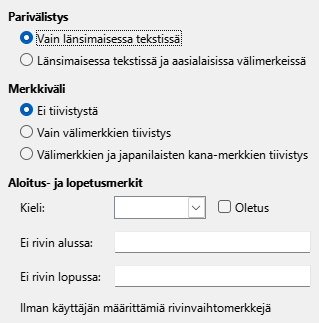 Parivälistys
Vain länsimaisessa tekstissä
Länsimaisessa tekstissä ja aasialaisissa välimerkeissä
Merkkiväli
Ei tiivistystä
Vain välimerkkien tiivistys
Välimerkkien ja japanilaisten kana-merkkien tiivistys
Aloitus- ja lopetusmerkit
Kieli: Oletus
Ei rivin alussa:
Ei rivin lopussa:
Ilman käyttäjän määrittämiä rivinvaihtomerkkejä